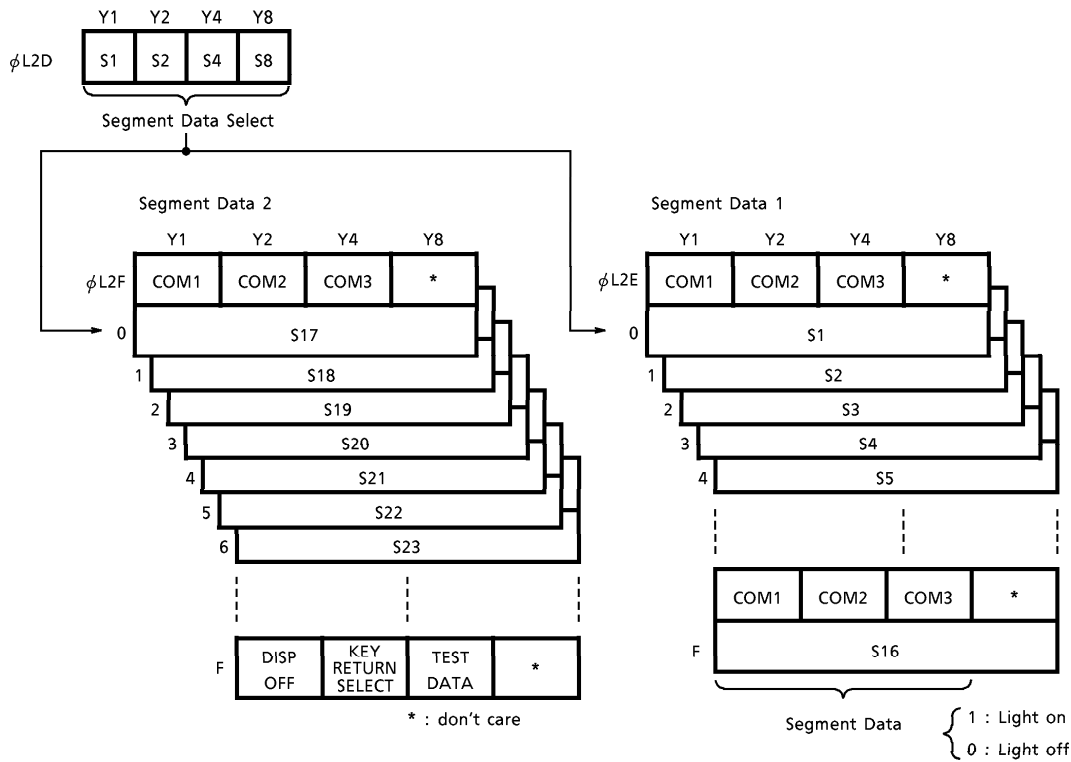 Y1 Y2 Y4 Y8
φL2D S1 S2 S4 S8
Segment Data Select
Segment Data 2
Y1 Y2 Y4 Y8
φL2F COM1 COM2 COM3 *
0 S17
1 S18
2 S19
3 S20
4 S21
5 S22
6 S23
F DISP OFF KEY RETURN SELECT TEST DATA *
* : don't care
Segment Data 1
Y1 Y2 Y4 Y8
φL2E COM1 COM2 COM3 *
0 S1
1 S2
2 S3
3 S4
4 S5
COM1 COM2 COM3 *
F S16
Segment Data
1 : Light on
0 : Light off